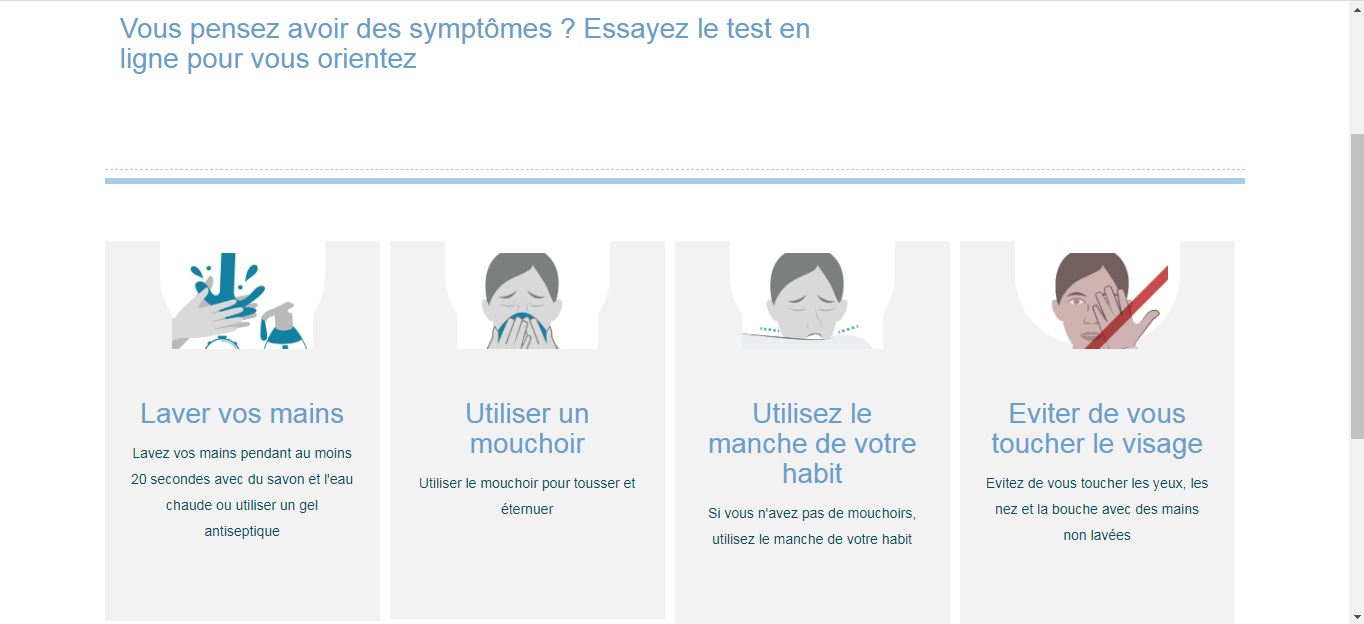 Vous pensez avoir des symptômes ? Essayez le test en
ligne pour vous orientez
Laver vos mains
Lavez vos mains pendant au moins
20 secondes avec du savon et l'eau
chaude ou utiliser un gel
antiseptique
Utiliser un
mouchoir
Utiliser le mouchoir pour tousser et
éternuer
Utilisez le
manche de votre
habit
Si vous n'avez pas de mouchoirs,
utilisez le manche de votre habit
Eviter de vous
toucher le visage
Evitez de vous toucher les yeux, les
nez et la bouche avec des mains
non lavées